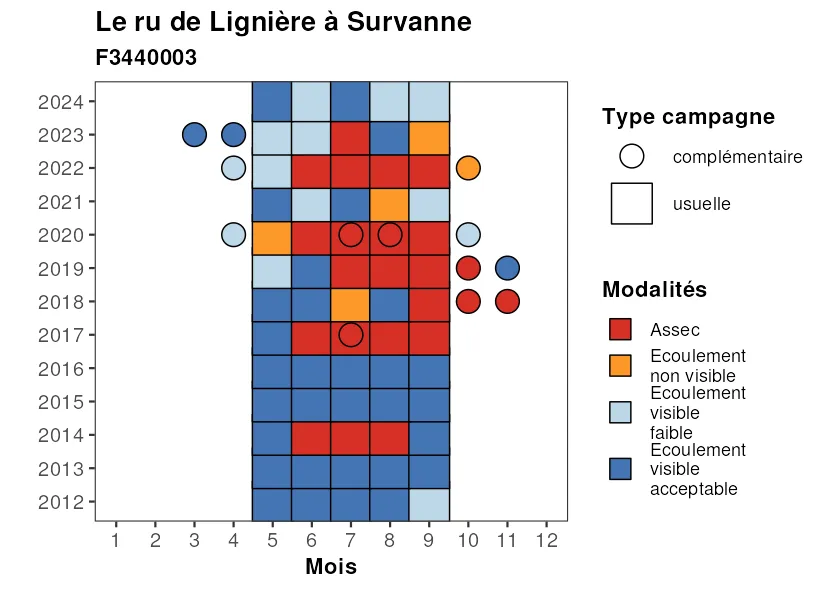 Le ru de Lignière à Survanne
F3440003
2024
2023
2022
2021
2020
2019
2018
2017
2016
2015
2014
2013
2012
1 2 3 4 5 6 7 8 9 10 11 12
Mois
Type campagne
complémentaire
usuelle
Modalités
Assec
Ecoulement
non visible
Ecoulement
visible
faible
Ecoulement
visible
acceptable